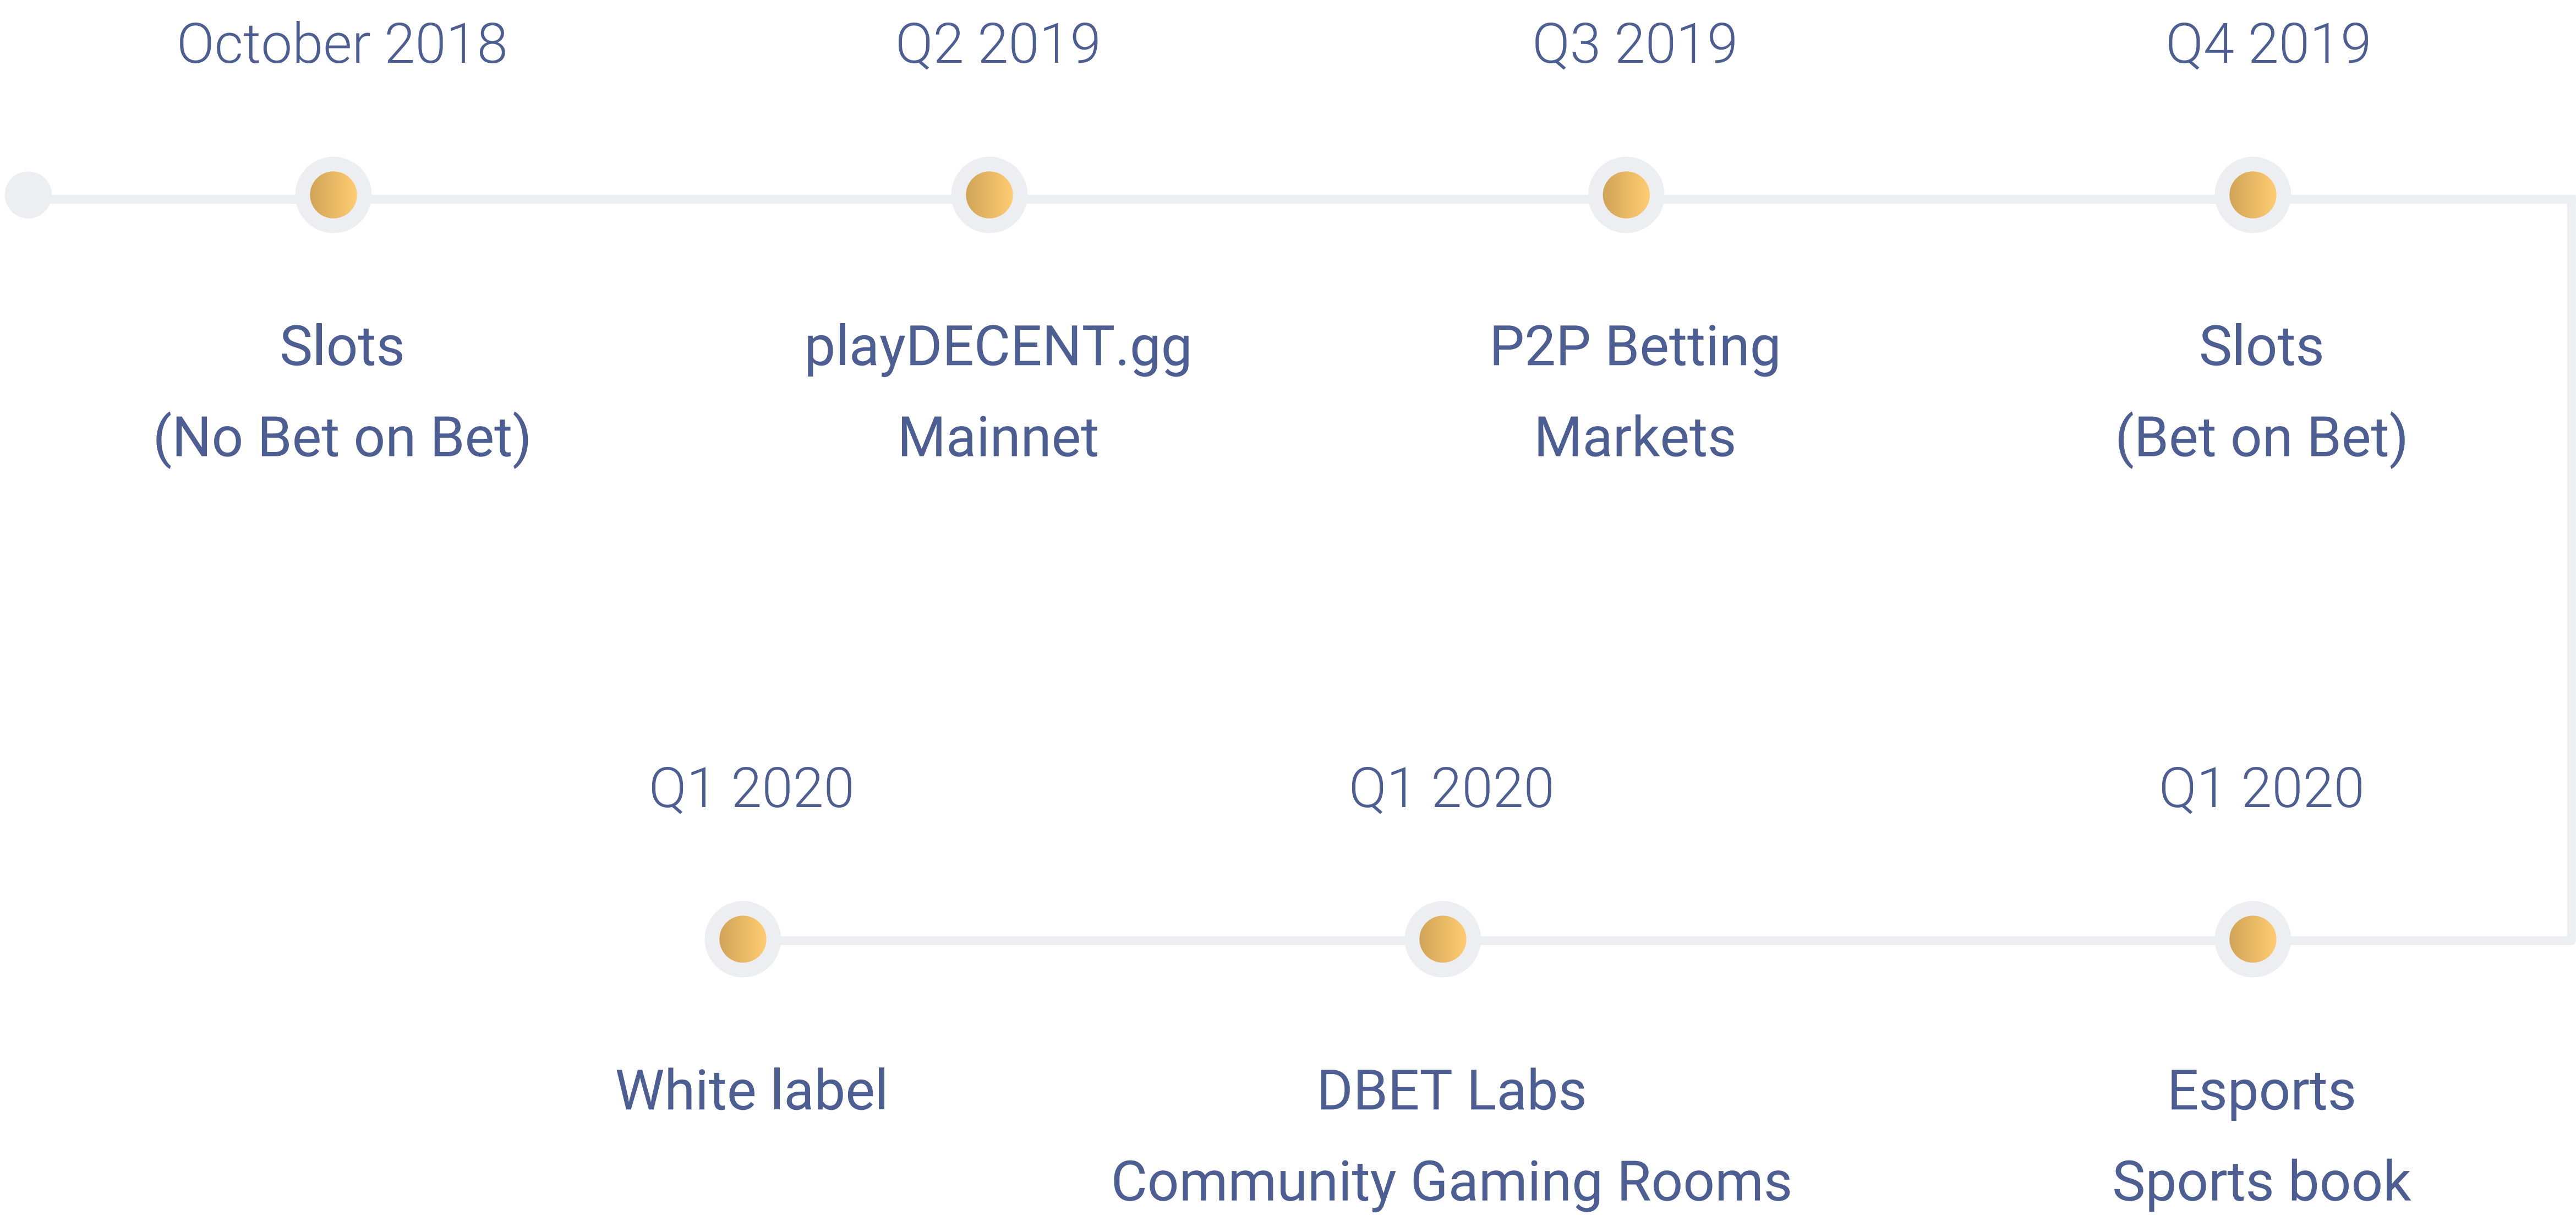 October 2018
Q2 2019
Q3 2019
Q4 2019
Slots
(No Bet on Bet)
playDECENT.gg
Mainnet
P2P Betting
Markets
Slots
(Bet on Bet)
Q1 2020
Q1 2020
Q1 2020
White label
DBET Labs
Community Gaming Rooms
Esports
Sports book